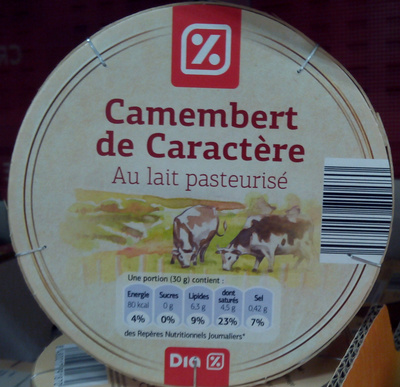 %
Camembert
de Caractère
Au lait pasteurisé
Une portion (30 g) contient :
Energie Sucres Lipides dont saturés Sel
80 kcal 0 g 6,3 g 4,5 g 0,42 g
4% 0% 9% 23% 7%
des Repères Nutritionnels Journaliers*
Dia %